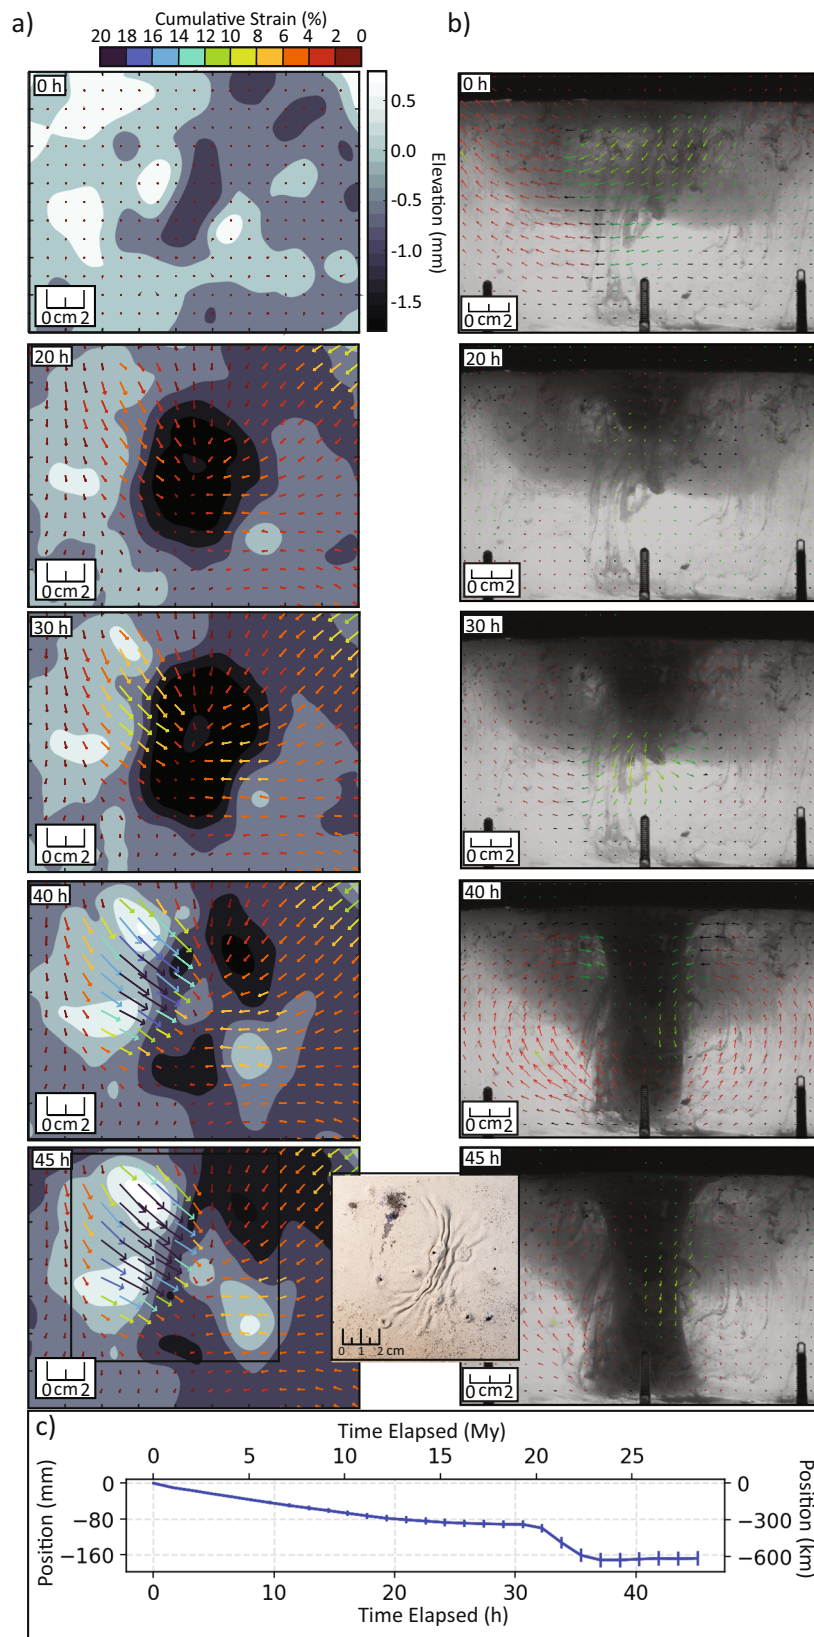 a)
Cumulative Strain (%)
20 18 16 14 12 10 8 6 4 2 0
0 h
0.5
0.0
-0.5
-1.0
-1.5
Elevation (mm)
0 cm 2
20 h
0 cm 2
30 h
0 cm 2
40 h
0 cm 2
45 h
0 cm 2
0 1 2 cm
b)
0 h
0 cm 2
20 h
0 cm 2
30 h
0 cm 2
40 h
0 cm 2
45 h
0 cm 2
c)
Time Elapsed (My)
0 5 10 15 20 25
Position (mm)
0
−80
−160
0
−300
−600
Position (km)
0 10 20 30 40
Time Elapsed (h)